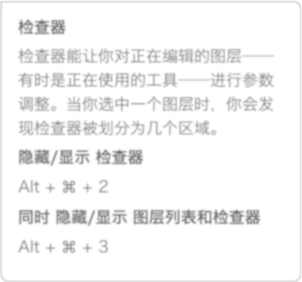 检查器
检查器能让你对正在编辑的图层——
有时是正在使用的工具——进行参数
调整。当你选中一个图层时，你会发
现检查器被划分为几个区域。
隐藏/显示 检查器
Alt + ⌘ + 2
同时 隐藏/显示 图层列表和检查器
Alt + ⌘ + 3